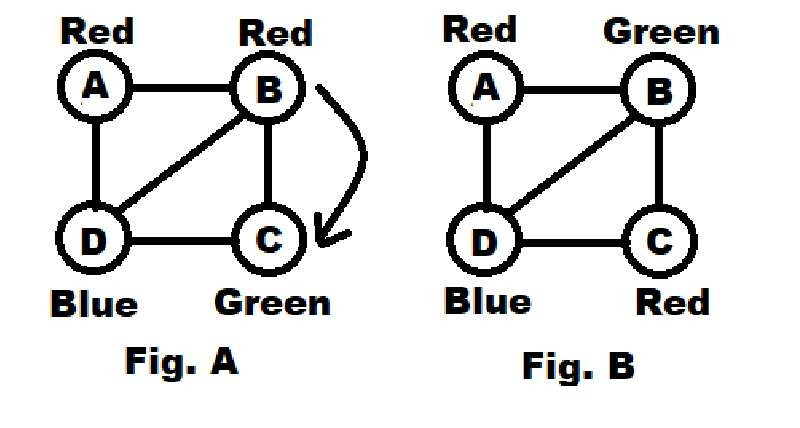 Red Red
A B
D C
Blue Green
Fig. A
Red Green
A B
D C
Blue Red
Fig. B